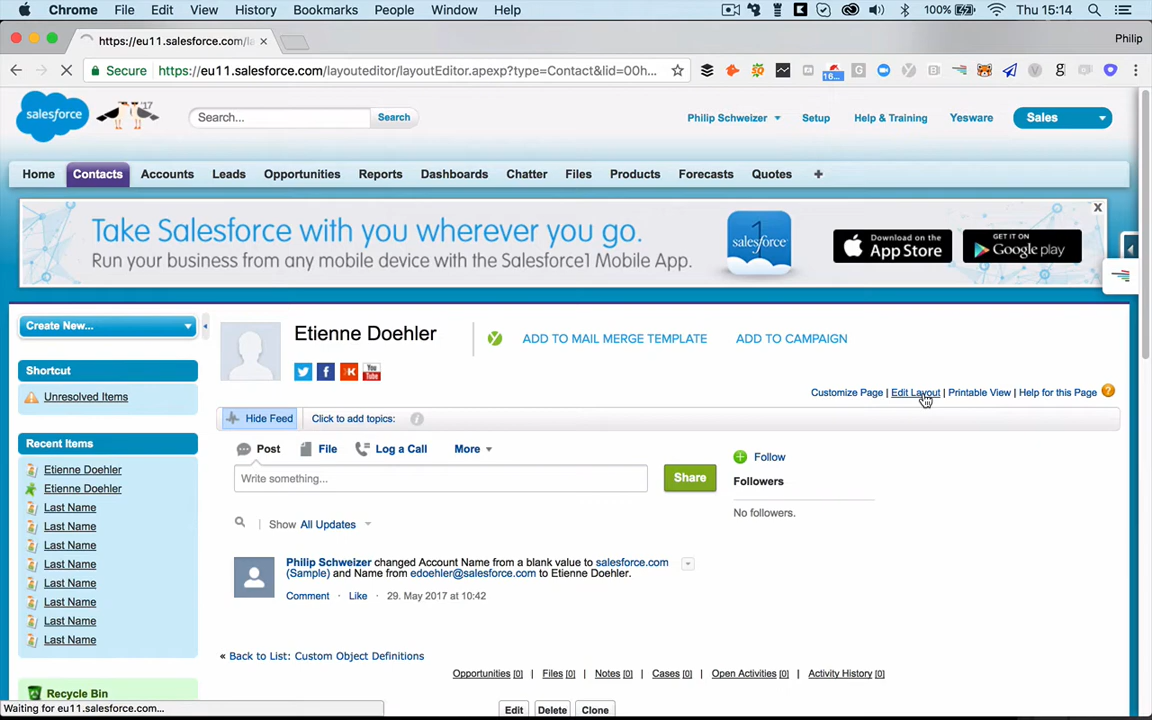 Chrome File Edit View History Bookmarks People Window Help 100% Thu 15:14
https://eu11.salesforce.com/la
Philip
Secure https://eu11.salesforce.com/layouteditor/layoutEditor.apexp?type=Contact&lid=00h...
16...
salesforce '17 Search... Search Philip Schweizer Setup Help & Training Yesware Sales
Home Contacts Accounts Leads Opportunities Reports Dashboards Chatter Files Products Forecasts Quotes
Take Salesforce with you wherever you go.
Run your business from any mobile device with the Salesforce1 Mobile App.
salesforce 1
Download on the App Store
GET IT ON Google play
X
Create New...
Shortcut
Unresolved Items
Recent Items
Etienne Doehler
Etienne Doehler
Last Name
Last Name
Last Name
Last Name
Last Name
Last Name
Last Name
Last Name
Recycle Bin
Waiting for eu11.salesforce.com...
Etienne Doehler
ADD TO MAIL MERGE TEMPLATE ADD TO CAMPAIGN
You Tube
Customize Page | Edit Layout | Printable View | Help for this Page ?
Hide Feed Click to add topics: i
Post File Log a Call More
Write something... Share
Follow
Followers
No followers.
Show All Updates
Philip Schweizer changed Account Name from a blank value to salesforce.com
(Sample) and Name from edoehler@salesforce.com to Etienne Doehler.
Comment · Like · 29. May 2017 at 10:42
« Back to List: Custom Object Definitions
Opportunities [0] | Files [0] | Notes [0] | Cases [0] | Open Activities [0] | Activity History [0]
Edit Delete Clone